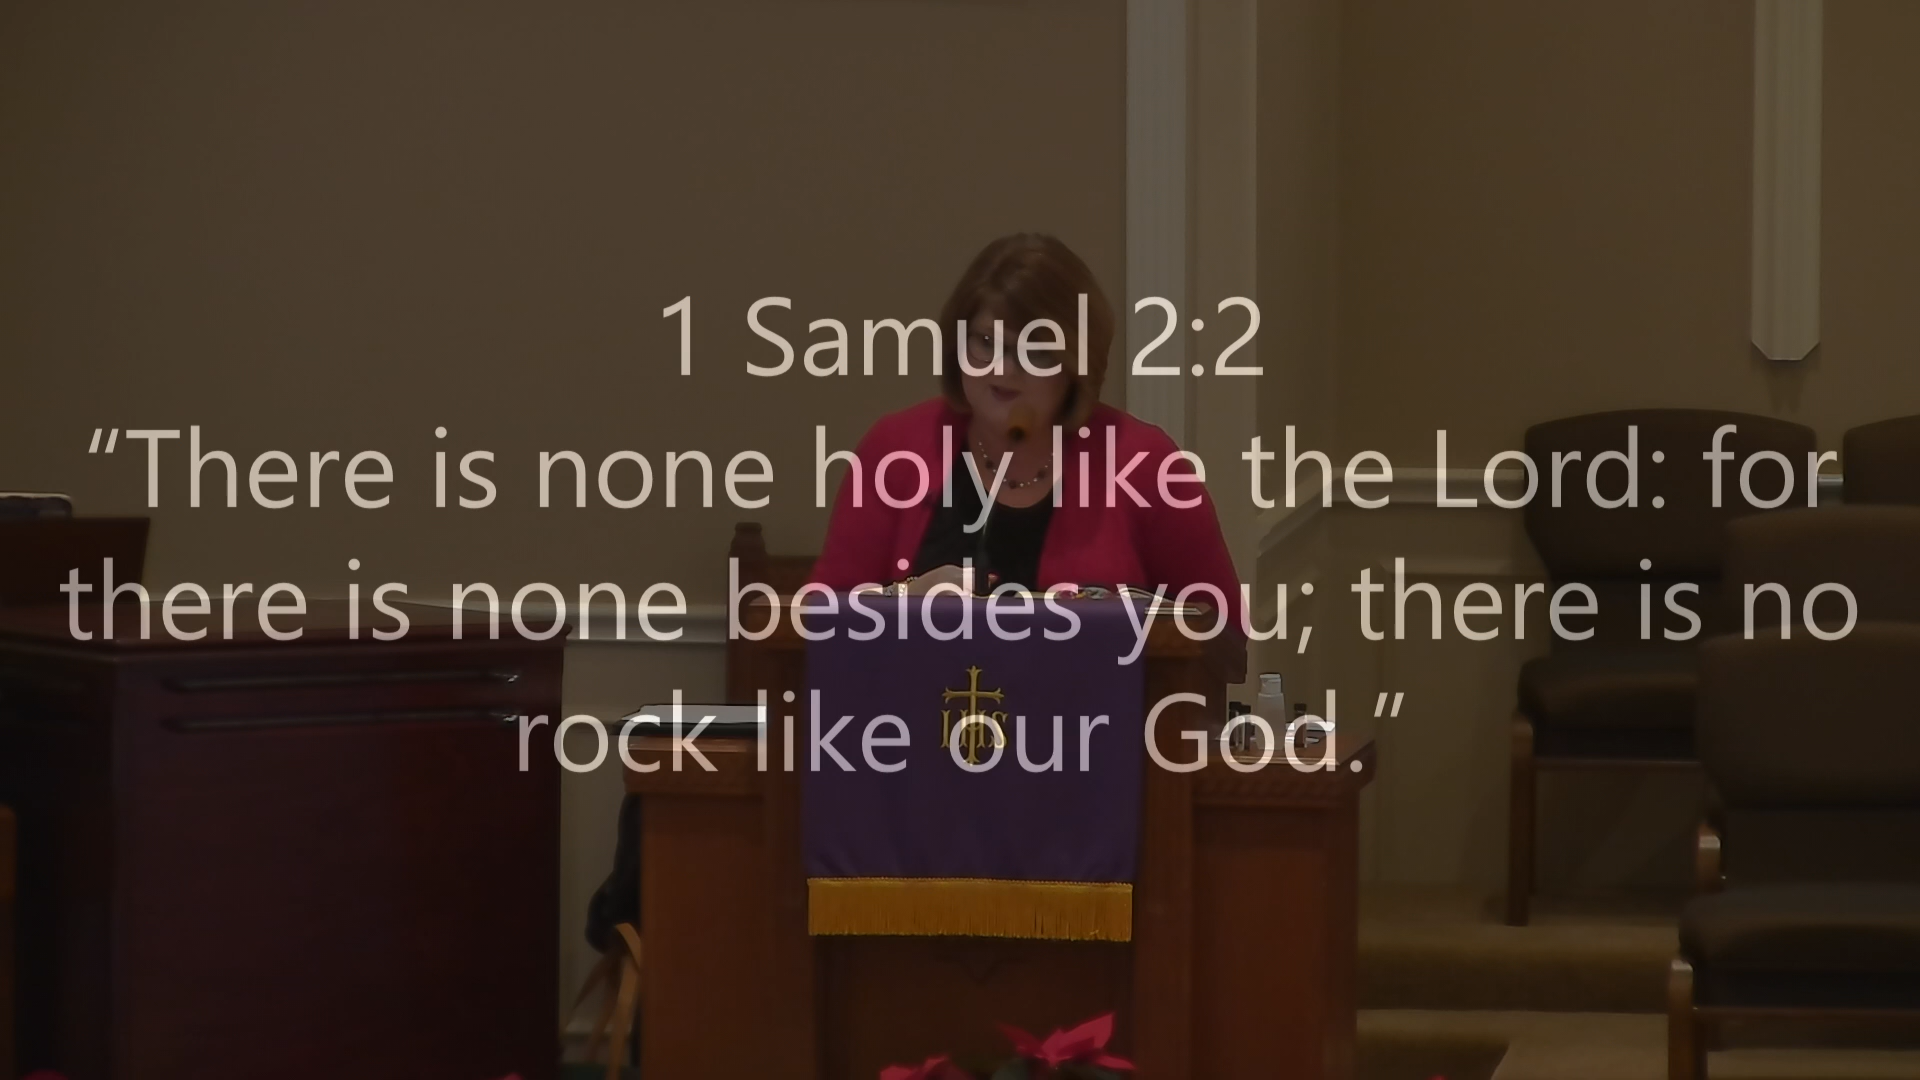 1 Samuel 2:2
“There is none holy like the Lord: for
there is none besides you; there is no
rock like our God.”
IHS